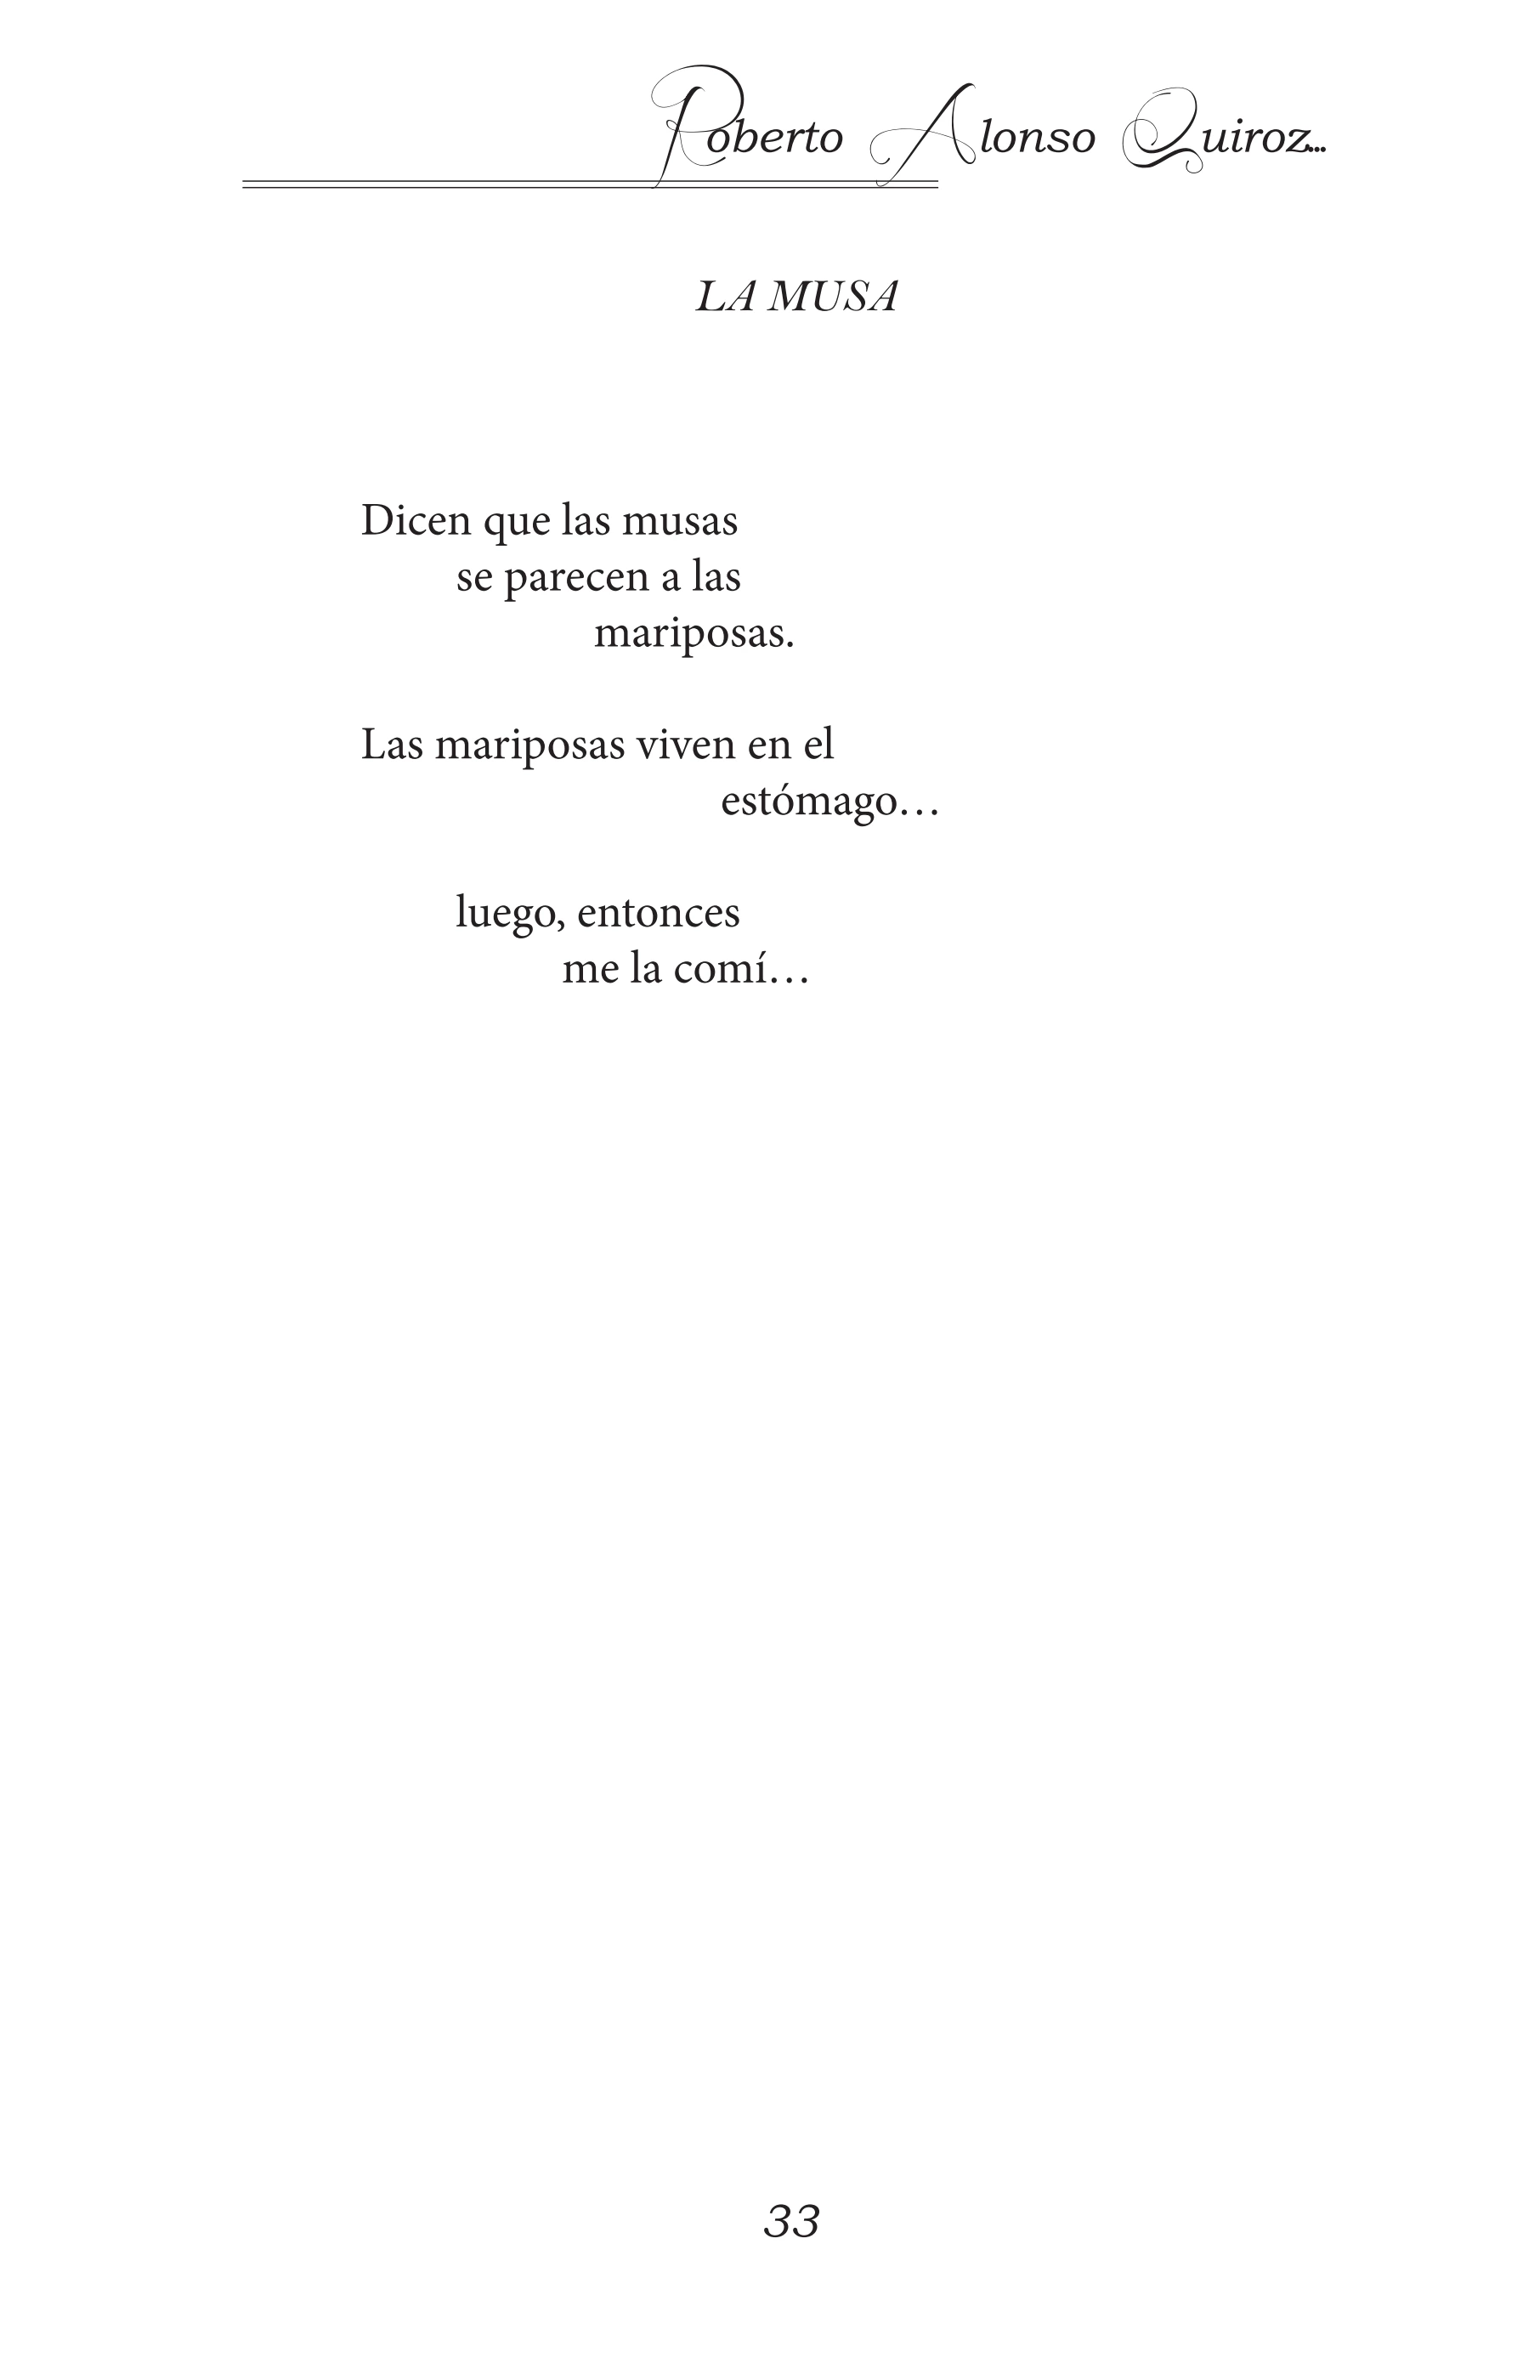 Roberto Alonso Quiroz...
LA MUSA
Dicen que las musas
se parecen a las
mariposas.
Las mariposas viven en el
estómago…
luego, entonces
me la comí…
33